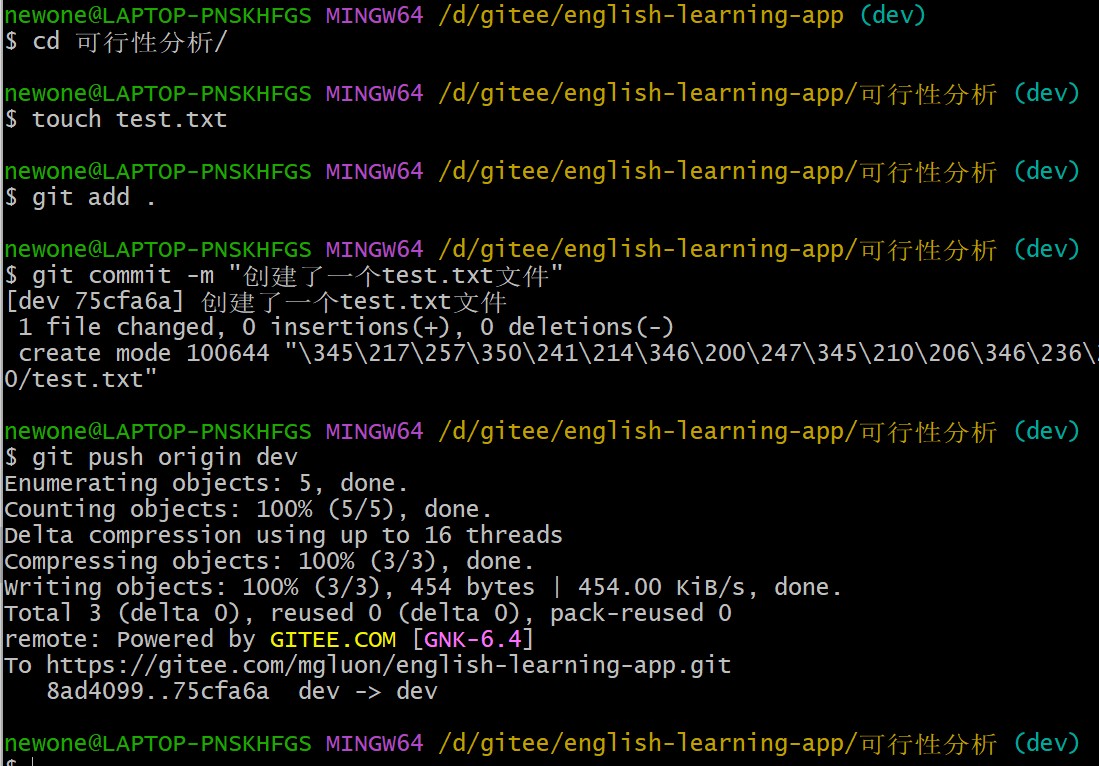 newone@LAPTOP-PNSKHFGS MINGW64 /d/gitee/english-learning-app (dev)
$ cd 可行性分析/
newone@LAPTOP-PNSKHFGS MINGW64 /d/gitee/english-learning-app/可行性分析 (dev)
$ touch test.txt
newone@LAPTOP-PNSKHFGS MINGW64 /d/gitee/english-learning-app/可行性分析 (dev)
$ git add .
newone@LAPTOP-PNSKHFGS MINGW64 /d/gitee/english-learning-app/可行性分析 (dev)
$ git commit -m "创建了一个test.txt文件"
[dev 75cfa6a] 创建了一个test.txt文件
1 file changed, 0 insertions(+), 0 deletions(-)
create mode 100644 "\345\217\257\350\241\214\346\200\247\345\210\206\346\236\
0/test.txt"
newone@LAPTOP-PNSKHFGS MINGW64 /d/gitee/english-learning-app/可行性分析 (dev)
$ git push origin dev
Enumerating objects: 5, done.
Counting objects: 100% (5/5), done.
Delta compression using up to 16 threads
Compressing objects: 100% (3/3), done.
Writing objects: 100% (3/3), 454 bytes | 454.00 KiB/s, done.
Total 3 (delta 0), reused 0 (delta 0), pack-reused 0
remote: Powered by GITEE.COM [GNK-6.4]
To https://gitee.com/mgluon/english-learning-app.git
8ad4099..75cfa6a dev -> dev
newone@LAPTOP-PNSKHFGS MINGW64 /d/gitee/english-learning-app/可行性分析 (dev)
$